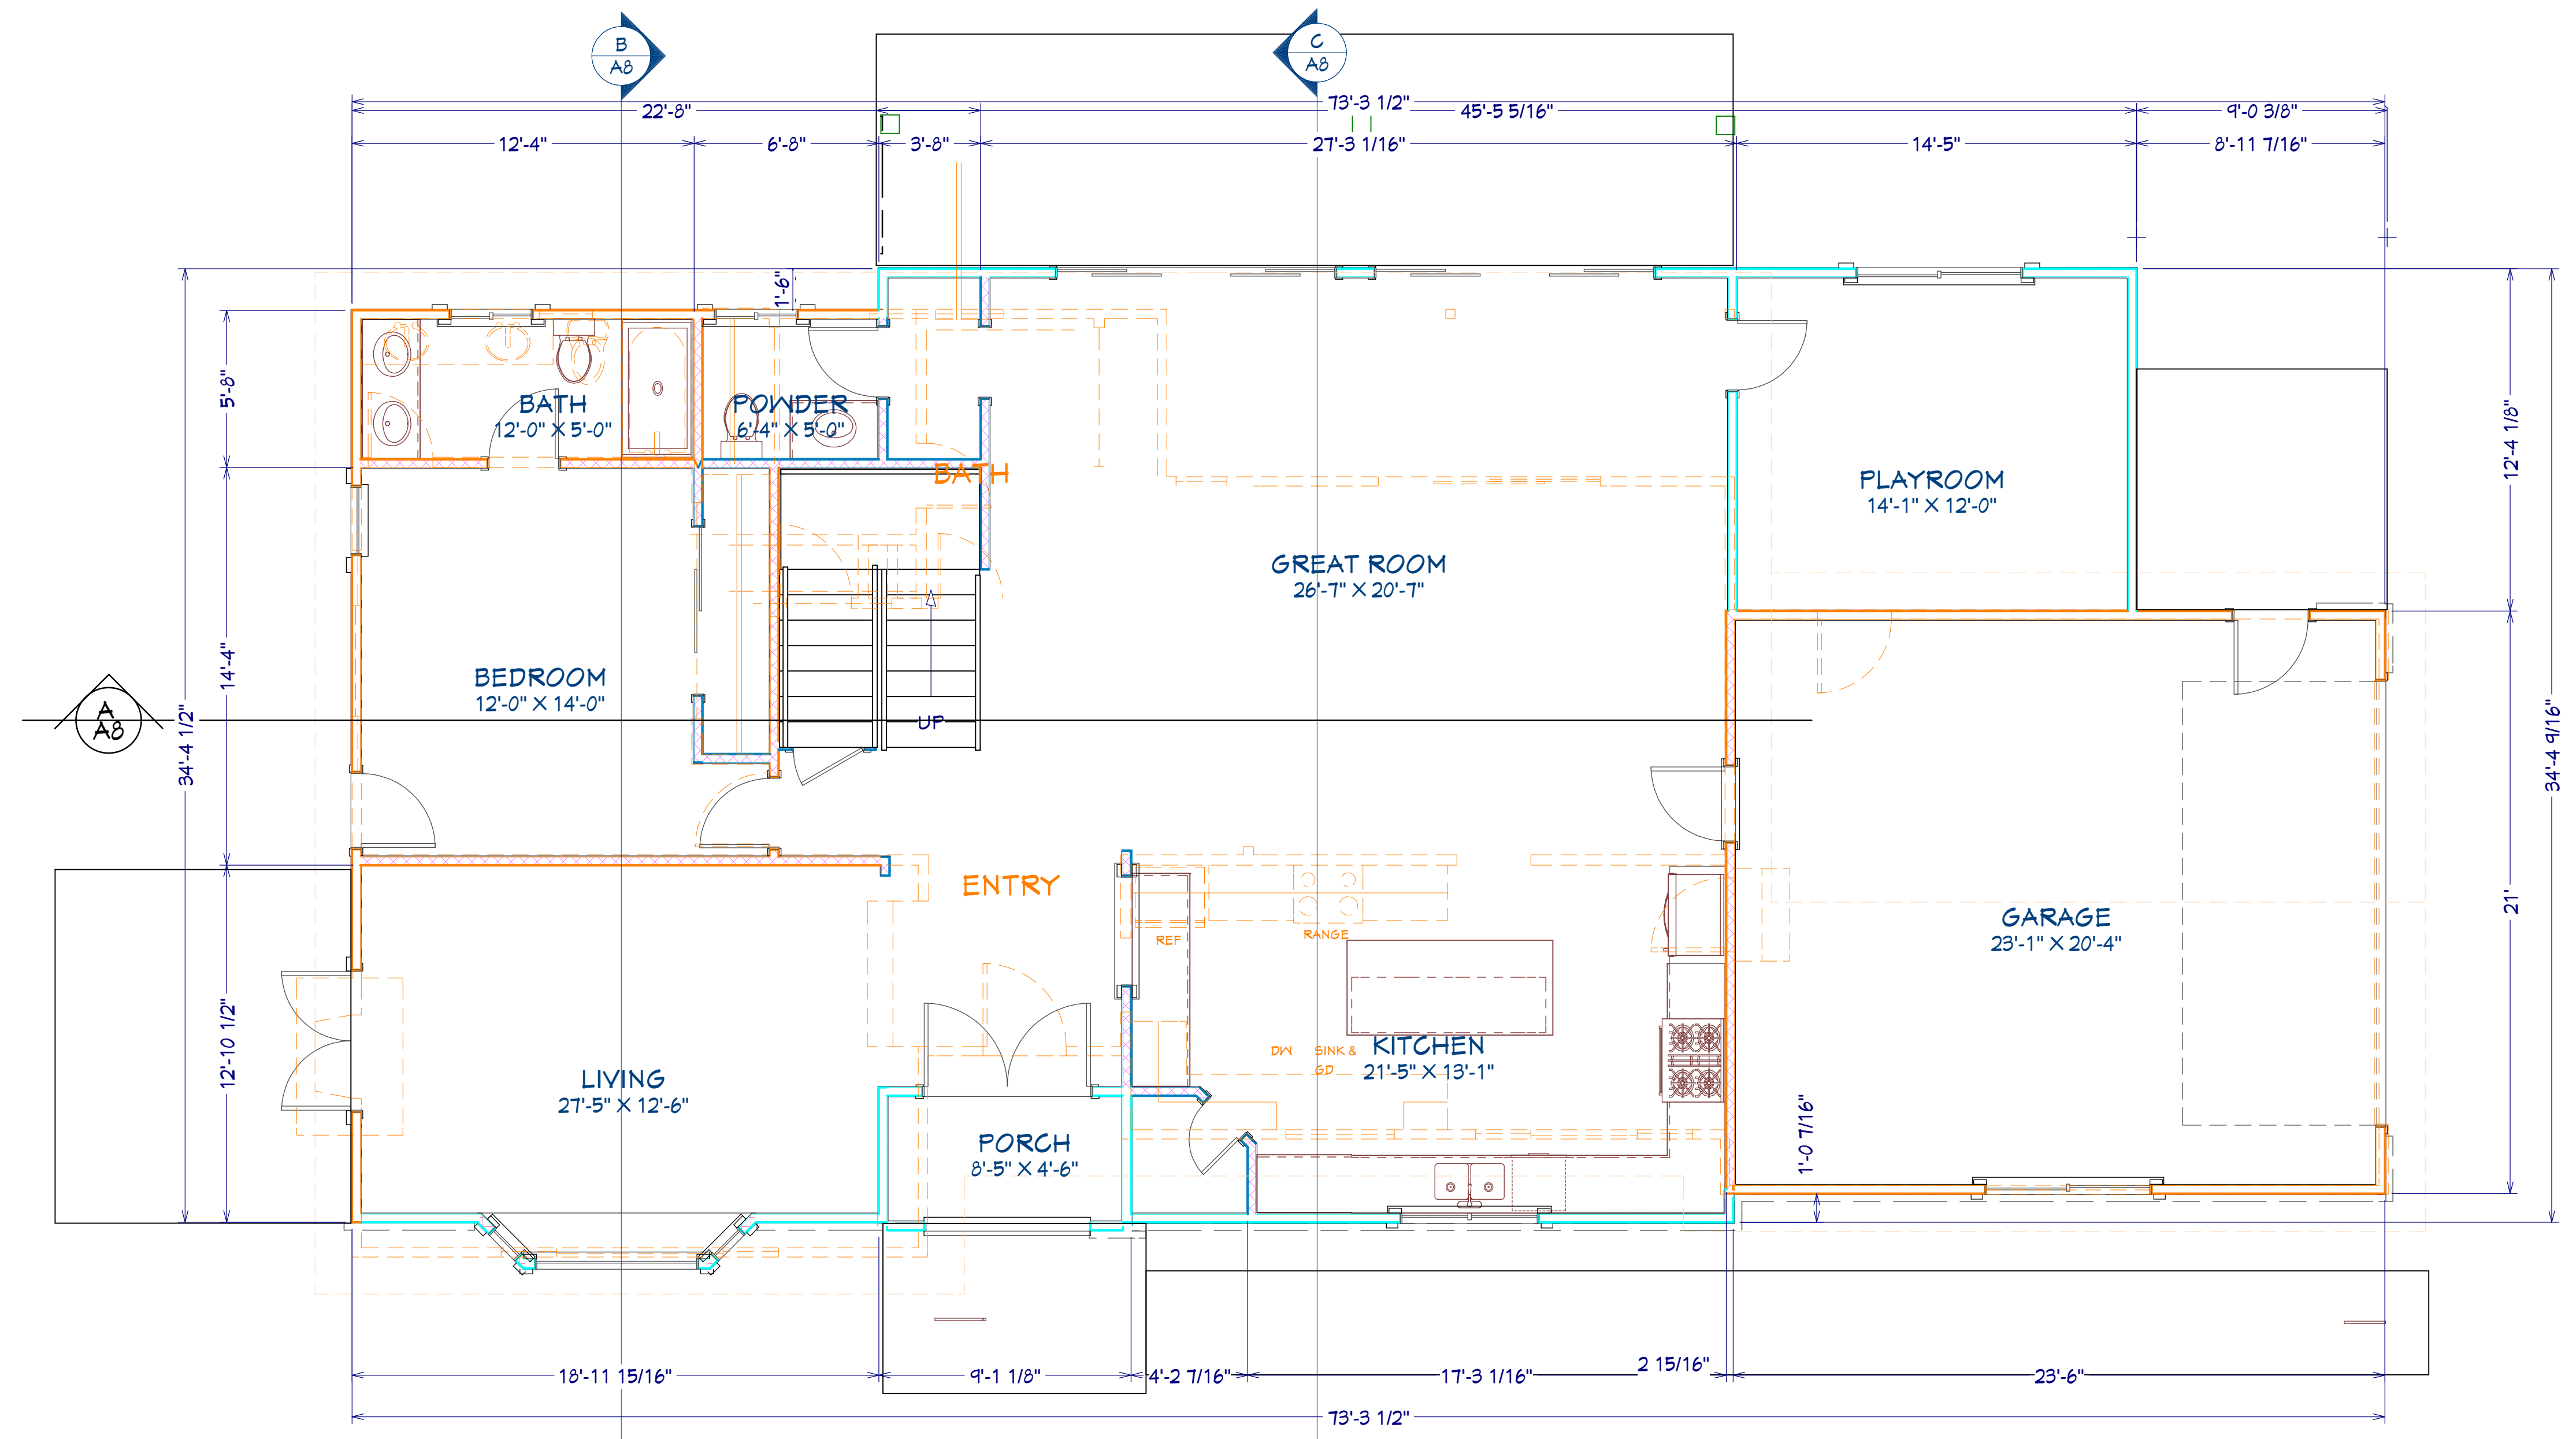 B
A8
C
A8
73'-3 1/2"
22'-8"
45'-5 5/16"
9'-0 3/8"
12'-4"
6'-8"
3'-8"
27'-3 1/16"
14'-5"
8'-11 7/16"
1'-6"
5'-8"
BATH
12'-0" X 5'-0"
POWDER
6'-4" X 5'-0"
BATH
PLAYROOM
14'-1" X 12'-0"
12'-4 1/8"
GREAT ROOM
26'-7" X 20'-7"
14'-4"
BEDROOM
12'-0" X 14'-0"
A
A8
34'-4 1/2"
UP
34'-4 9/16"
ENTRY
REF
RANGE
GARAGE
23'-1" X 20'-4"
21'
12'-10 1/2"
DW
SINK &
GD
KITCHEN
21'-5" X 13'-1"
LIVING
27'-5" X 12'-6"
PORCH
8'-5" X 4'-6"
1'-0 7/16"
18'-11 15/16"
9'-1 1/8"
4'-2 7/16"
17'-3 1/16"
2 15/16"
23'-6"
73'-3 1/2"